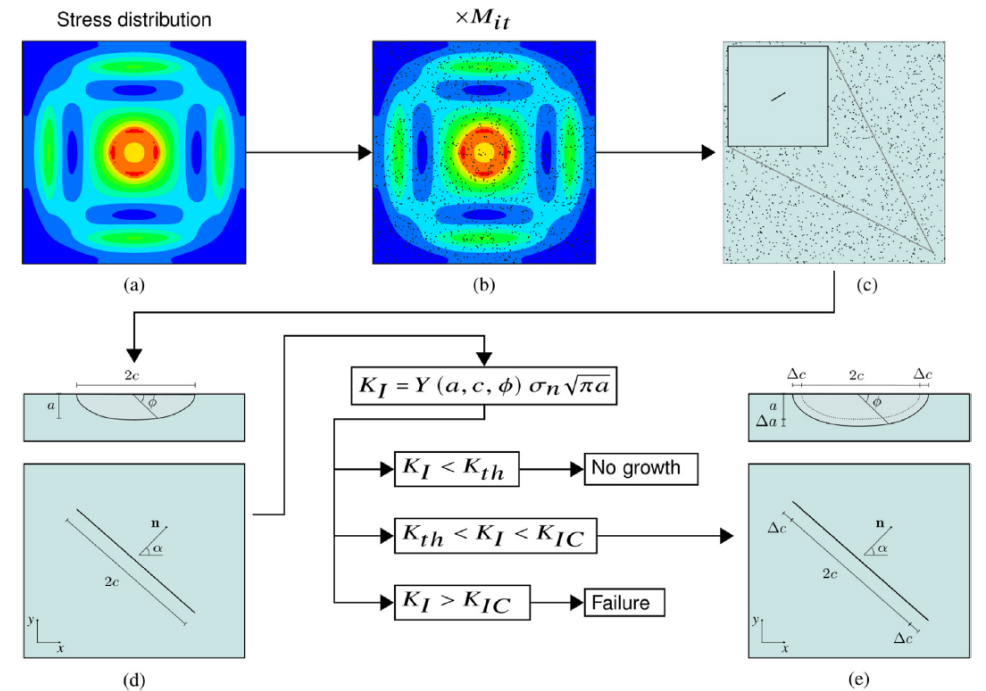 Stress distribution
×M_it
(a)
(b)
(c)
2c
a
ϕ
n
α
2c
y
x
(d)
K_I = Y (a, c, ϕ) σ_n√πa
K_I < K_th
No growth
K_th < K_I < K_IC
K_I > K_IC
Failure
Δc 2c Δc
a
Δa
ϕ
Δc
n
α
2c
y
x
Δc
(e)